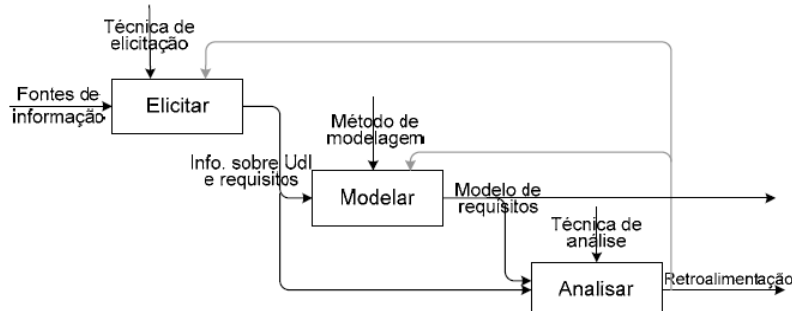 Técnica de
elicitação
Fontes de
informação
Elicitar
Método de
modelagem
Info. sobre UdI
e requisitos
Modelar
Modelo de
requisitos
Técnica de
análise
Analisar
Retroalimentação